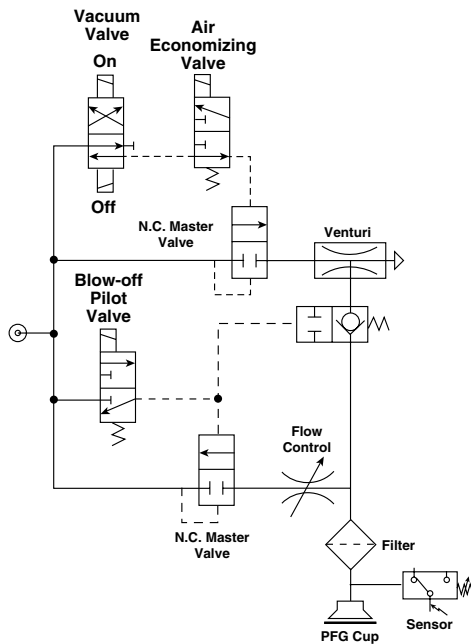 Vacuum
Valve
On
Off
Air
Economizing
Valve
N.C. Master
Valve
Venturi
Blow-off
Pilot
Valve
Flow
Control
N.C. Master
Valve
Filter
Sensor
PFG Cup